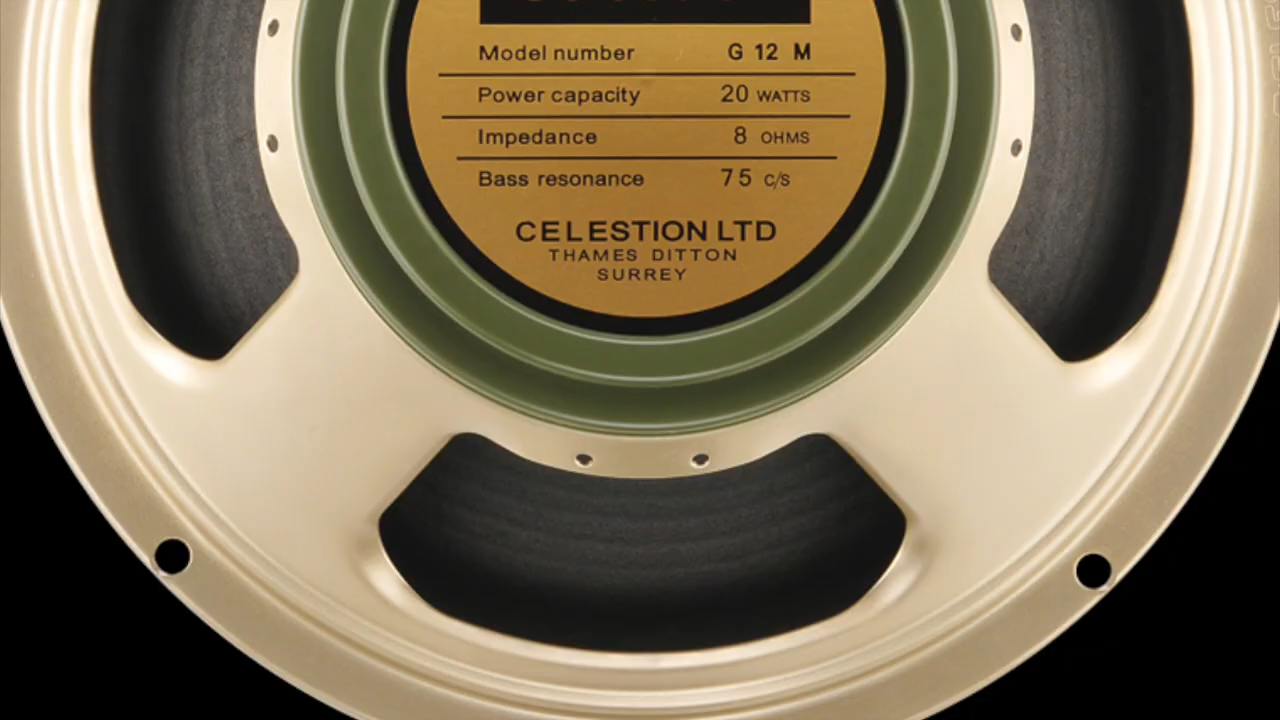 Model number G 12 M
Power capacity 20 WATTS
Impedance 8 OHMS
Bass resonance 75 C/S
CELESTION LTD
THAMES DITTON
SURREY